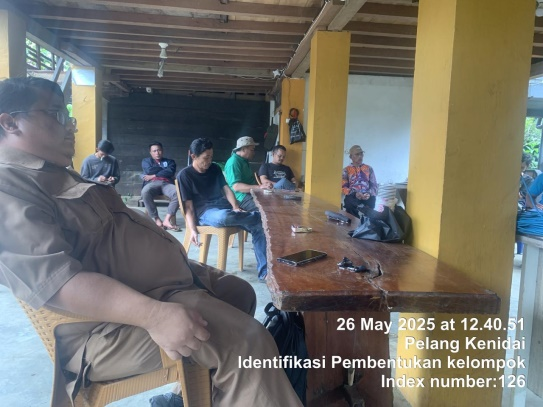 26 May 2025 at 12.40.51
Pelang Kenidai
Identifikasi Pembentukan kelompok
Index number:126